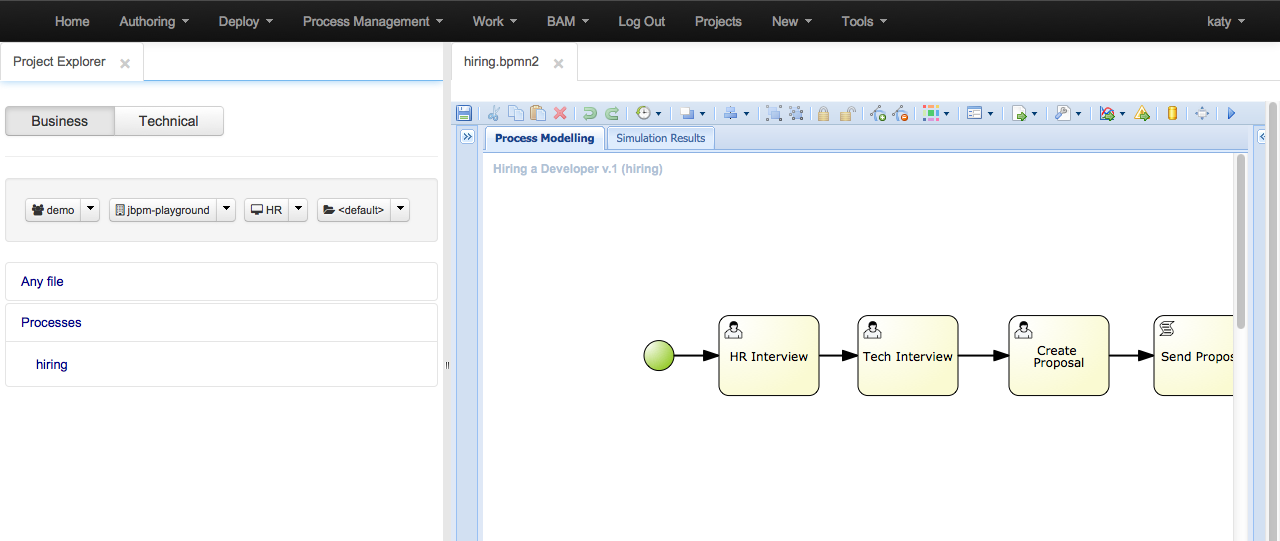 Home Authoring Deploy Process Management Work BAM Log Out Projects New Tools katy
Project Explorer
hiring.bpmn2
Business Technical
Process Modelling Simulation Results
Hiring a Developer v.1 (hiring)
demo jbpm-playground HR <default>
Any file
Processes
hiring
HR Interview
Tech Interview
Create
Proposal
Send Propos